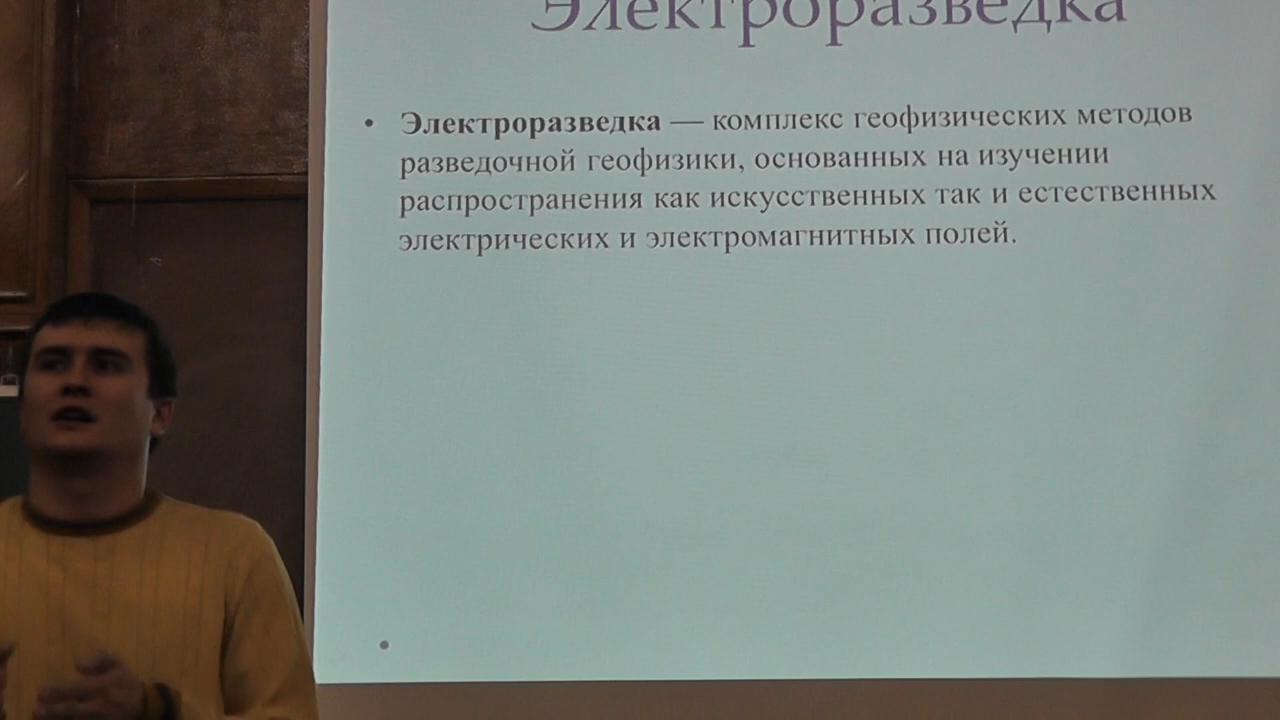 Электроразведка
• Электроразведка — комплекс геофизических методов
разведочной геофизики, основанных на изучении
распространения как искусственных так и естественных
электрических и электромагнитных полей.
•